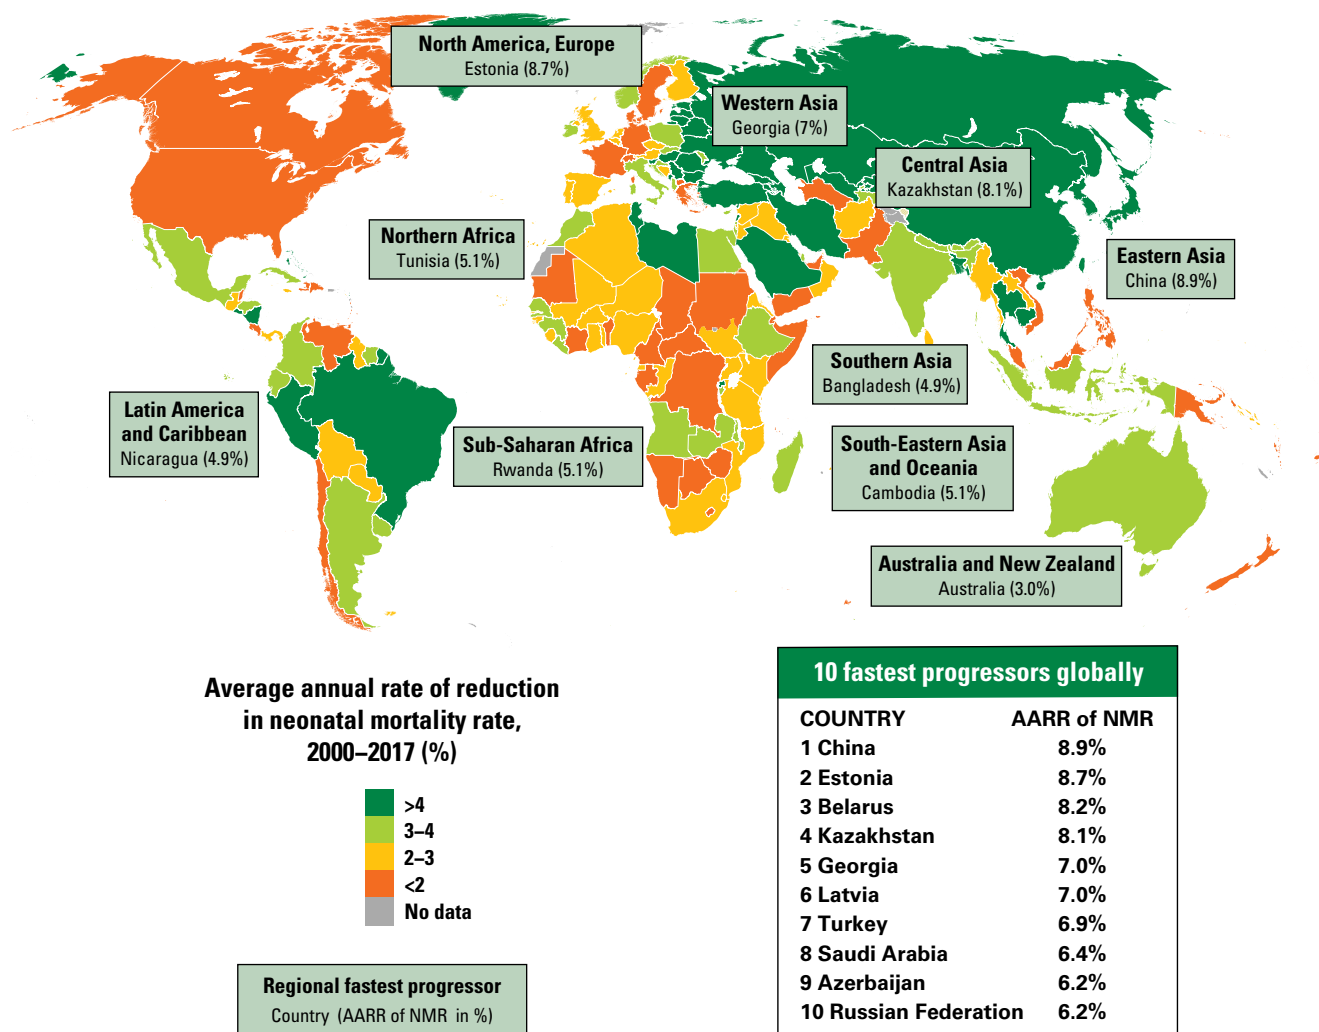 North America, Europe
Estonia (8.7%)
Western Asia
Georgia (7%)
Central Asia
Kazakhstan (8.1%)
Northern Africa
Tunisia (5.1%)
Eastern Asia
China (8.9%)
Southern Asia
Bangladesh (4.9%)
Latin America
and Caribbean
Nicaragua (4.9%)
Sub-Saharan Africa
Rwanda (5.1%)
South-Eastern Asia
and Oceania
Cambodia (5.1%)
Australia and New Zealand
Australia (3.0%)
Average annual rate of reduction
in neonatal mortality rate,
2000–2017 (%)
>4
3–4
2–3
<2
No data
Regional fastest progressor
Country (AARR of NMR in %)
10 fastest progressors globally
COUNTRY AARR of NMR
1 China 8.9%
2 Estonia 8.7%
3 Belarus 8.2%
4 Kazakhstan 8.1%
5 Georgia 7.0%
6 Latvia 7.0%
7 Turkey 6.9%
8 Saudi Arabia 6.4%
9 Azerbaijan 6.2%
10 Russian Federation 6.2%